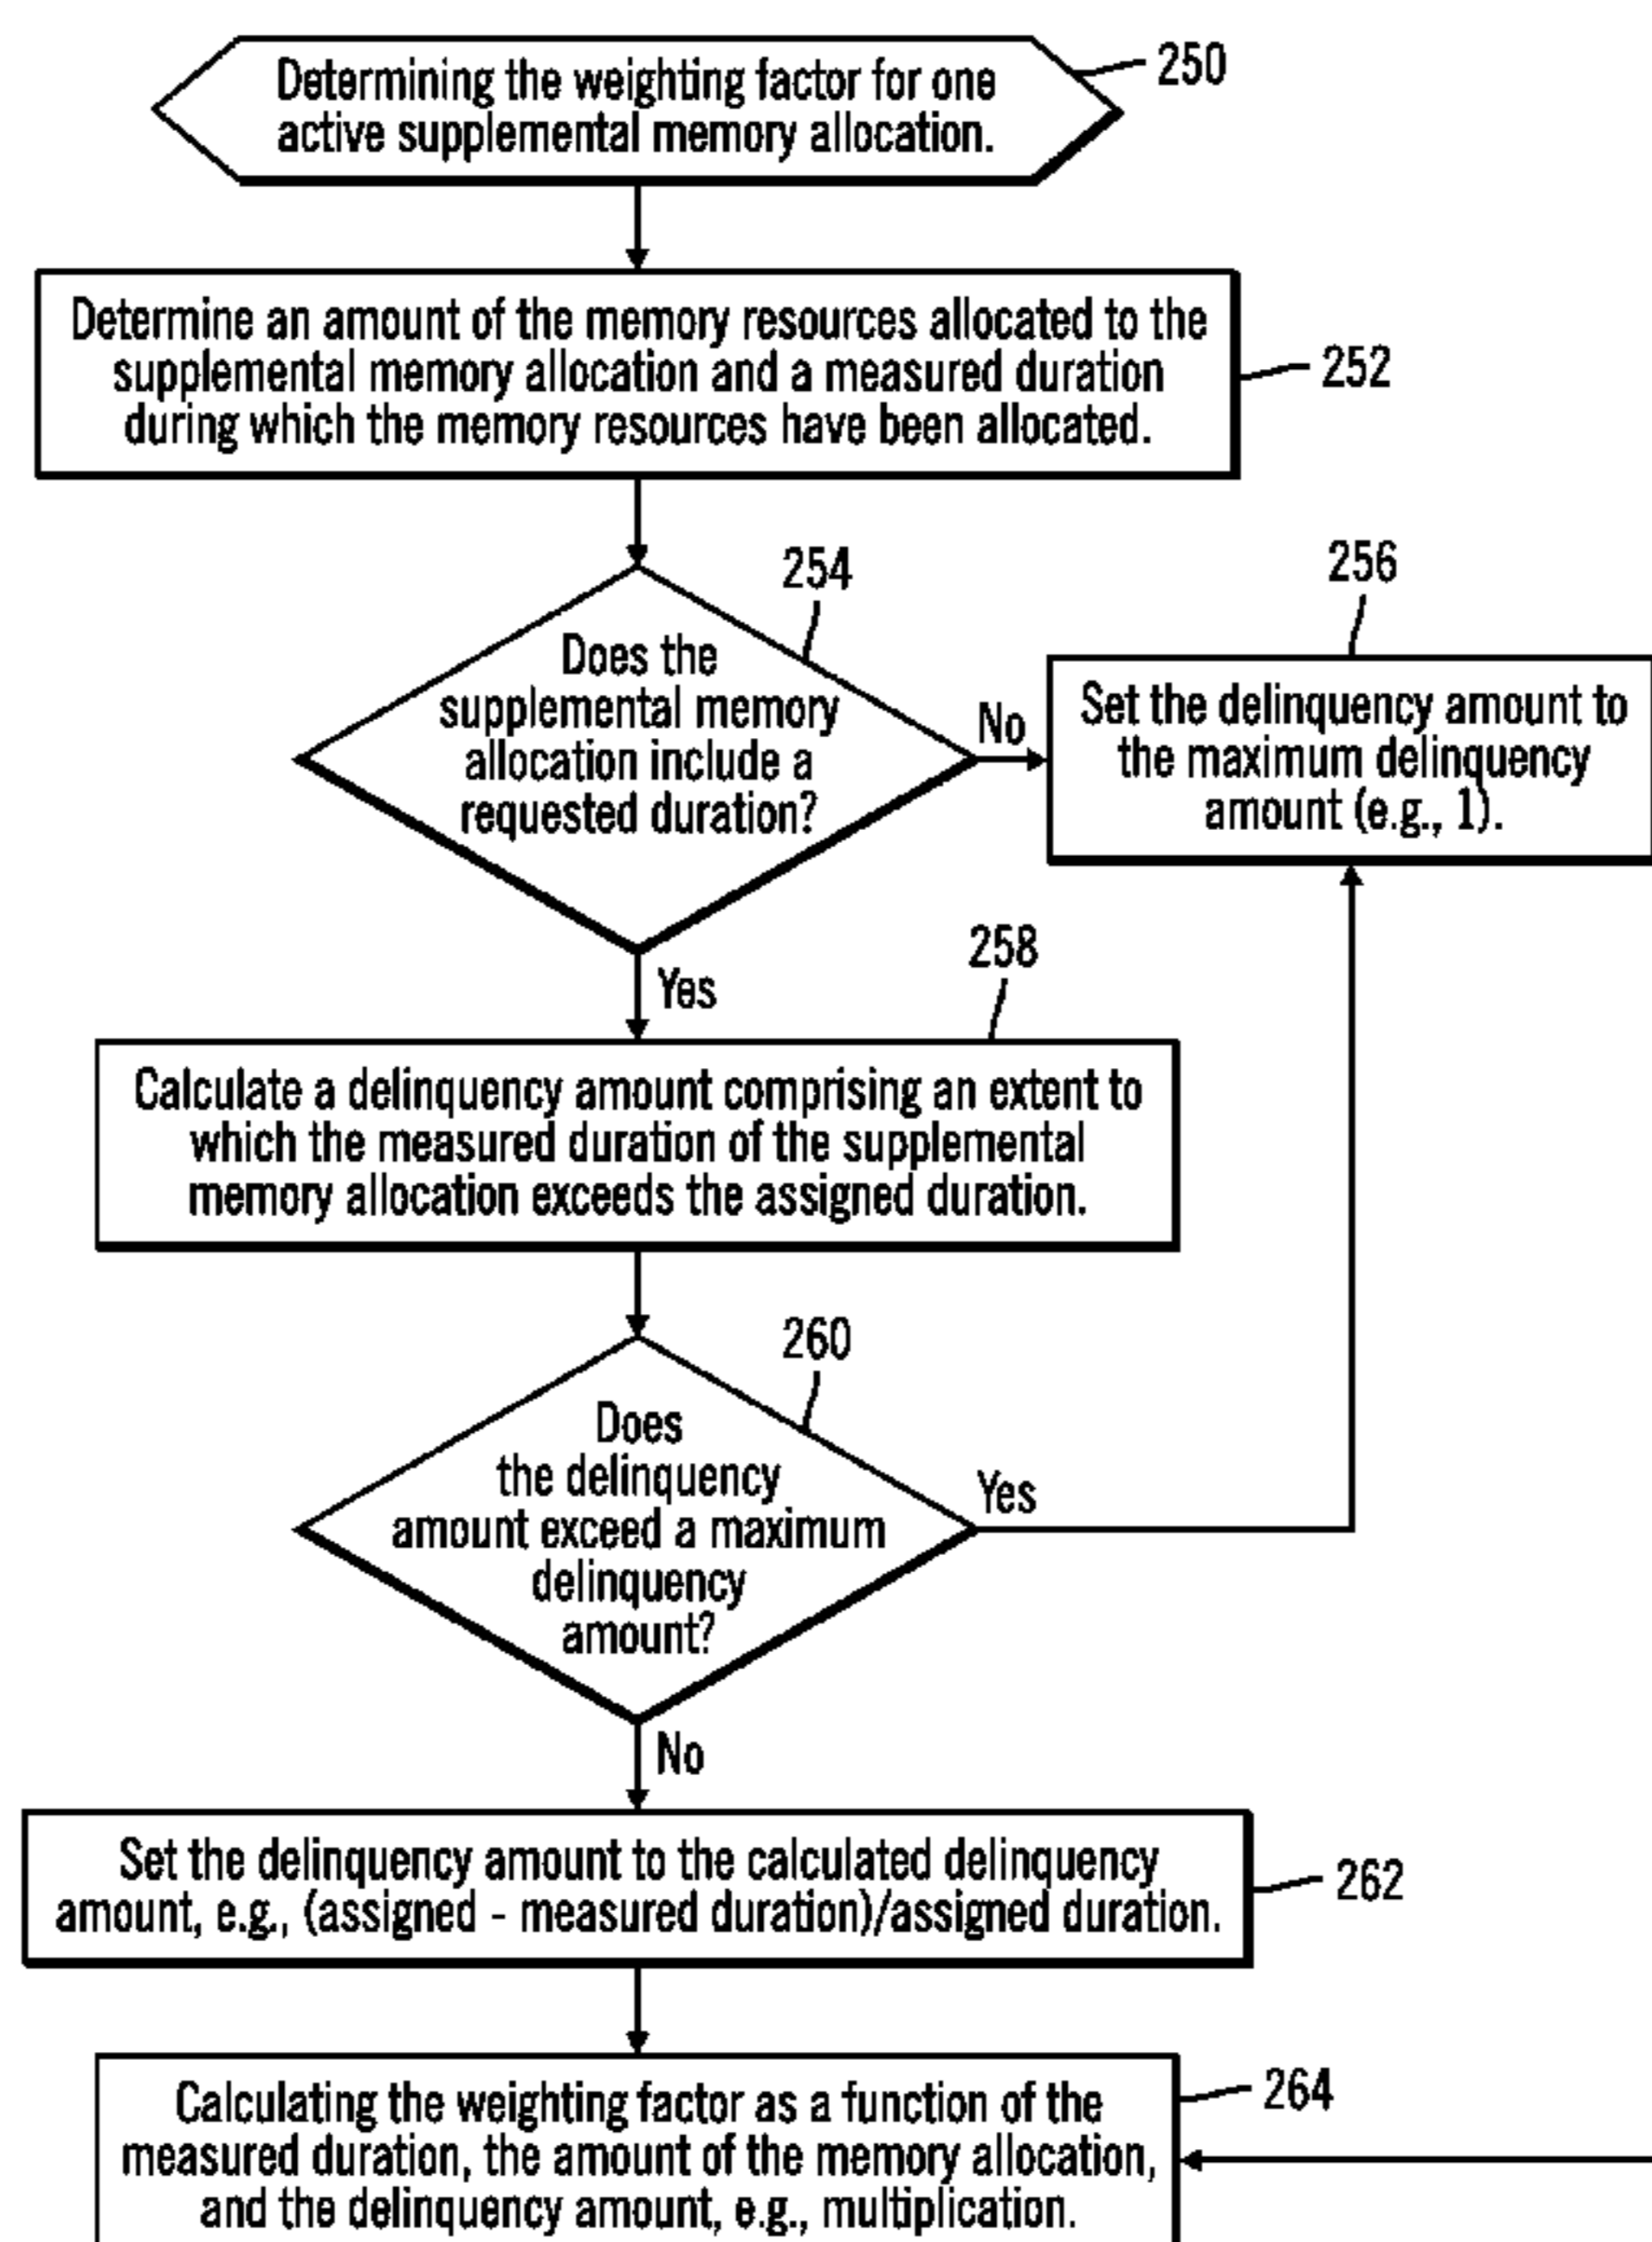 Determining the weighting factor for one
active supplemental memory allocation.
250
Determine an amount of the memory resources allocated to the
supplemental memory allocation and a measured duration
during which the memory resources have been allocated.
252
254
Does the
supplemental memory
allocation include a
requested duration?
No
256
Set the delinquency amount to
the maximum delinquency
amount (e.g., 1).
Yes
258
Calculate a delinquency amount comprising an extent to
which the measured duration of the supplemental
memory allocation exceeds the assigned duration.
260
Does
the delinquency
amount exceed a maximum
delinquency
amount?
Yes
No
Set the delinquency amount to the calculated delinquency
amount, e.g., (assigned - measured duration)/assigned duration.
262
Calculating the weighting factor as a function of the
measured duration, the amount of the memory allocation,
and the delinquency amount, e.g., multiplication.
264